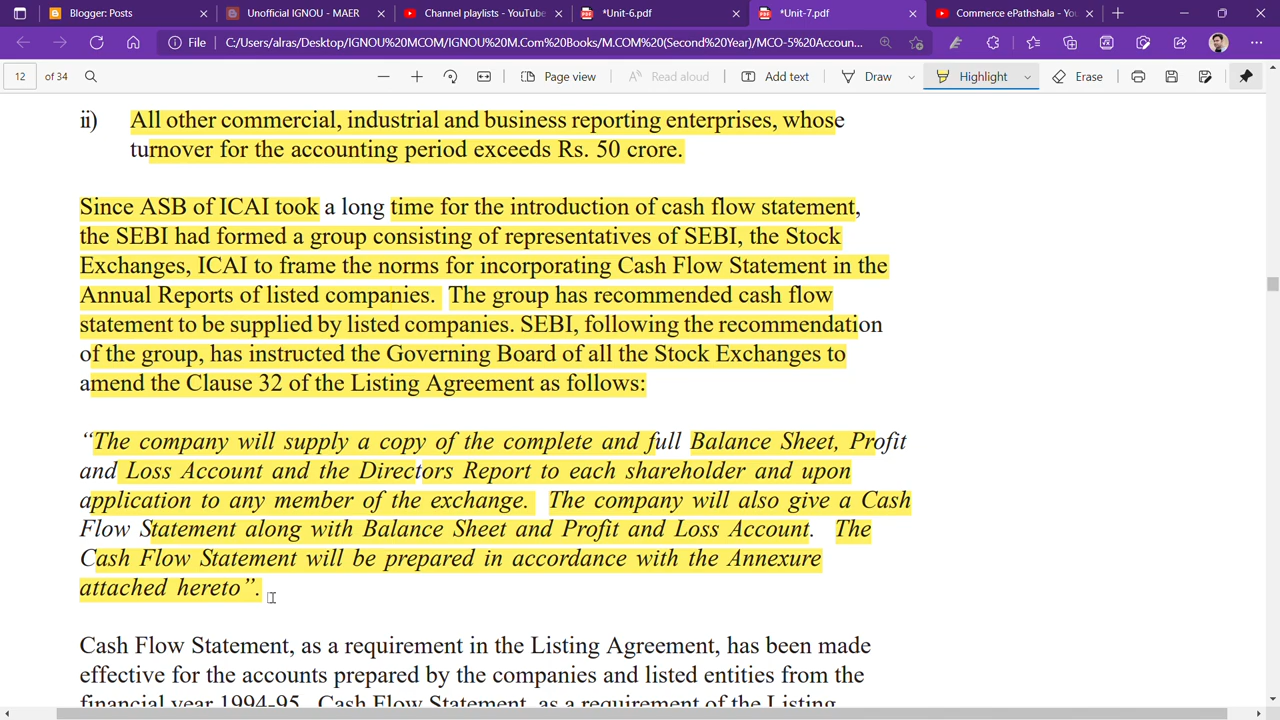 Blogger: Posts
Unofficial IGNOU - MAER
Channel playlists - YouTube
*Unit-6.pdf
*Unit-7.pdf
Commerce ePathshala - Yo
File
C:/Users/alras/Desktop/IGNOU%20MCOM/IGNOU%20M.Com%20Books/M.COM%20(Second%20Year)/MCO-5%20Accoun...
12 of 34
Page view
Read aloud
Add text
Draw
Highlight
Erase
ii) All other commercial, industrial and business reporting enterprises, whose
turnover for the accounting period exceeds Rs. 50 crore.
Since ASB of ICAI took a long time for the introduction of cash flow statement,
the SEBI had formed a group consisting of representatives of SEBI, the Stock
Exchanges, ICAI to frame the norms for incorporating Cash Flow Statement in the
Annual Reports of listed companies. The group has recommended cash flow
statement to be supplied by listed companies. SEBI, following the recommendation
of the group, has instructed the Governing Board of all the Stock Exchanges to
amend the Clause 32 of the Listing Agreement as follows:
“The company will supply a copy of the complete and full Balance Sheet, Profit
and Loss Account and the Directors Report to each shareholder and upon
application to any member of the exchange. The company will also give a Cash
Flow Statement along with Balance Sheet and Profit and Loss Account. The
Cash Flow Statement will be prepared in accordance with the Annexure
attached hereto”.
Cash Flow Statement, as a requirement in the Listing Agreement, has been made
effective for the accounts prepared by the companies and listed entities from the
financial year 1994-95. Cash Flow Statement, as a requirement of the Listing